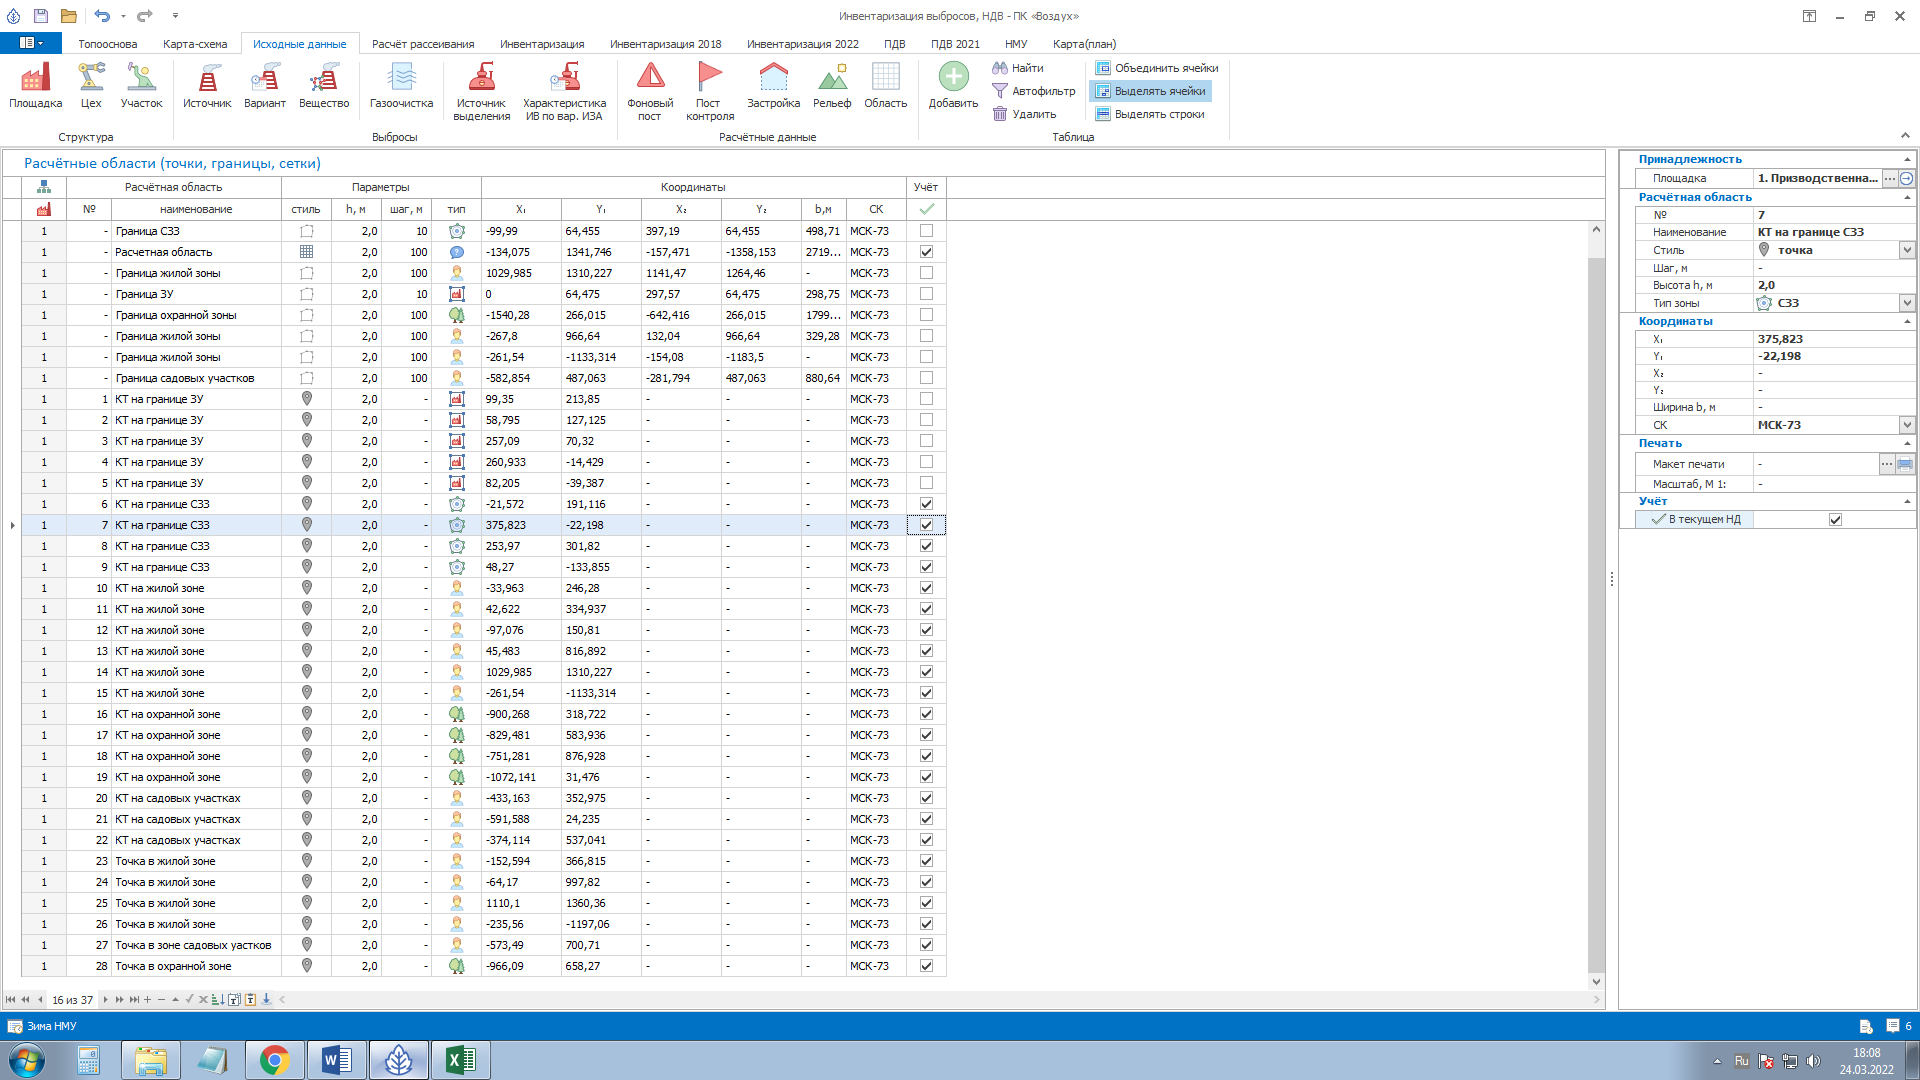 Инвентаризация выбросов, НДВ - ПК «Воздух»
Топооснова Карта-схема Исходные данные Расчёт рассеивания Инвентаризация Инвентаризация 2018 Инвентаризация 2022 ПДВ ПДВ 2021 НМУ Карта(план)
Площадка Цех Участок Источник Вариант Вещество Газоочистка Источник выделения Характеристика ИВ по вар. ИЗА Фоновый пост Пост контроля Застройка Рельеф Область Добавить
Найти Объединить ячейки
Автофильтр Выделять ячейки
Удалить Выделять строки
Структура Выбросы Расчётные данные Таблица
Расчётные области (точки, границы, сетки)
Расчётная область Параметры Координаты Учёт
№ наименование стиль h, м шаг, м тип X₁ Y₁ X₂ Y₂ b,м СК
1 - Граница СЗЗ 2,0 10 -99,99 64,455 397,19 64,455 498,71 МСК-73
1 - Расчетная область 2,0 100 -134,075 1341,746 -157,471 -1358,153 2719... МСК-73
1 - Граница жилой зоны 2,0 100 1029,985 1310,227 1141,47 1264,46 - МСК-73
1 - Граница ЗУ 2,0 10 0 64,475 297,57 64,475 298,75 МСК-73
1 - Граница охранной зоны 2,0 100 -1540,28 266,015 -642,416 266,015 1799... МСК-73
1 - Граница жилой зоны 2,0 100 -267,8 966,64 132,04 966,64 329,28 МСК-73
1 - Граница жилой зоны 2,0 100 -261,54 -1133,314 -154,08 -1183,5 - МСК-73
1 - Граница садовых участков 2,0 100 -582,854 487,063 -281,794 487,063 880,64 МСК-73
1 1 КТ на границе ЗУ 2,0 - 99,35 213,85 - - - МСК-73
1 2 КТ на границе ЗУ 2,0 - 58,795 127,125 - - - МСК-73
1 3 КТ на границе ЗУ 2,0 - 257,09 70,32 - - - МСК-73
1 4 КТ на границе ЗУ 2,0 - 260,933 -14,429 - - - МСК-73
1 5 КТ на границе ЗУ 2,0 - 82,205 -39,387 - - - МСК-73
1 6 КТ на границе СЗЗ 2,0 - -21,572 191,116 - - - МСК-73
1 7 КТ на границе СЗЗ 2,0 - 375,823 -22,198 - - - МСК-73
1 8 КТ на границе СЗЗ 2,0 - 253,97 301,82 - - - МСК-73
1 9 КТ на границе СЗЗ 2,0 - 48,27 -133,855 - - - МСК-73
1 10 КТ на жилой зоне 2,0 - -33,963 246,28 - - - МСК-73
1 11 КТ на жилой зоне 2,0 - 42,622 334,937 - - - МСК-73
1 12 КТ на жилой зоне 2,0 - -97,076 150,81 - - - МСК-73
1 13 КТ на жилой зоне 2,0 - 45,483 816,892 - - - МСК-73
1 14 КТ на жилой зоне 2,0 - 1029,985 1310,227 - - - МСК-73
1 15 КТ на жилой зоне 2,0 - -261,54 -1133,314 - - - МСК-73
1 16 КТ на охранной зоне 2,0 - -900,268 318,722 - - - МСК-73
1 17 КТ на охранной зоне 2,0 - -829,481 583,936 - - - МСК-73
1 18 КТ на охранной зоне 2,0 - -751,281 876,928 - - - МСК-73
1 19 КТ на охранной зоне 2,0 - -1072,141 31,476 - - - МСК-73
1 20 КТ на садовых участках 2,0 - -433,163 352,975 - - - МСК-73
1 21 КТ на садовых участках 2,0 - -591,588 24,235 - - - МСК-73
1 22 КТ на садовых участках 2,0 - -374,114 537,041 - - - МСК-73
1 23 Точка в жилой зоне 2,0 - -152,594 366,815 - - - МСК-73
1 24 Точка в жилой зоне 2,0 - -64,17 997,82 - - - МСК-73
1 25 Точка в жилой зоне 2,0 - 1110,1 1360,36 - - - МСК-73
1 26 Точка в жилой зоне 2,0 - -235,56 -1197,06 - - - МСК-73
1 27 Точка в зоне садовых уастков 2,0 - -573,49 700,71 - - - МСК-73
1 28 Точка в охранной зоне 2,0 - -966,09 658,27 - - - МСК-73
16 из 37
Принадлежность
Площадка 1. Призводственна...
Расчётная область
№ 7
Наименование КТ на границе СЗЗ
Стиль точка
Шаг, м -
Высота h, м 2,0
Тип зоны СЗЗ
Координаты
X₁ 375,823
Y₁ -22,198
X₂ -
Y₂ -
Ширина b, м -
СК МСК-73
Печать
Макет печати -
Масштаб, М 1: -
Учёт
В текущем НД
Зима НМУ 6
Ru 18:08
24.03.2022